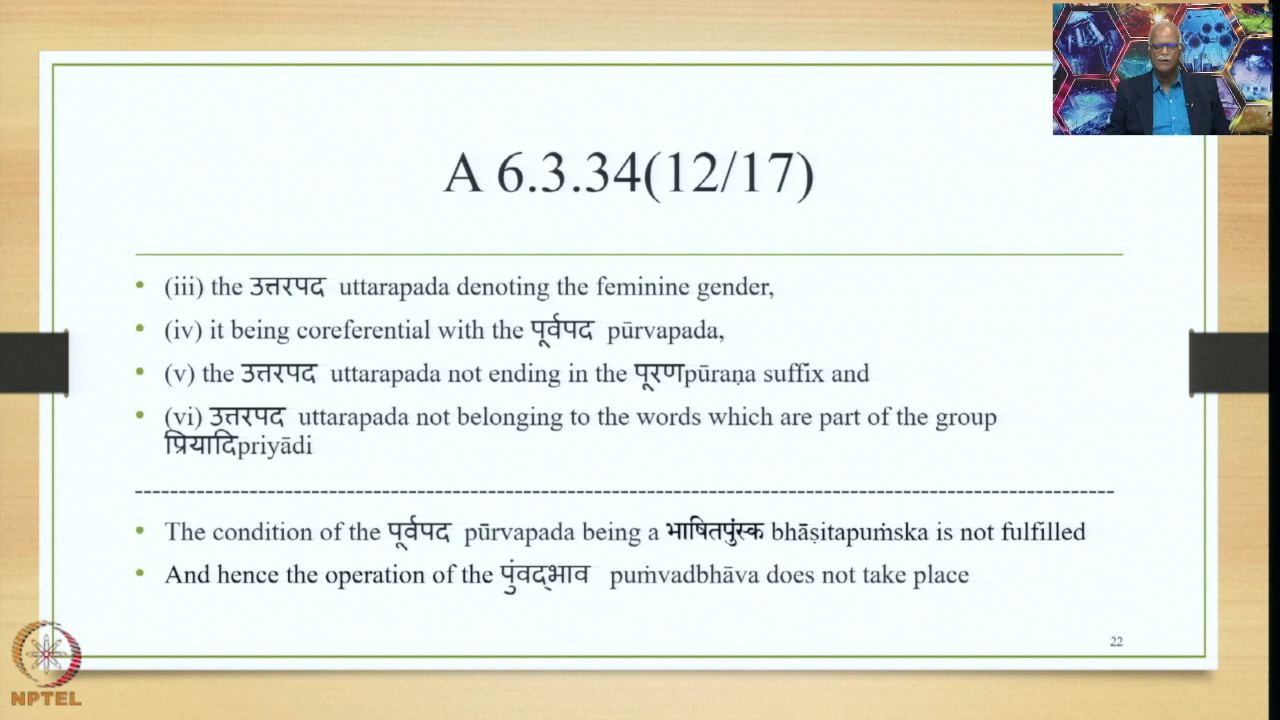 A 6.3.34(12/17)
• (iii) the उत्तरपद uttarapada denoting the feminine gender,
• (iv) it being coreferential with the पूर्वपद pūrvapada,
• (v) the उत्तरपद uttarapada not ending in the पूरणpūraṇa suffix and
• (vi) उत्तरपद uttarapada not belonging to the words which are part of the group
प्रियादिpriyādi
--------------------------------------------------------------------------------------------------------------
• The condition of the पूर्वपद pūrvapada being a भाषितपुंस्क bhāṣitapuṁska is not fulfilled
• And hence the operation of the पुंवद्भाव puṁvadbhāva does not take place
22
NPTEL